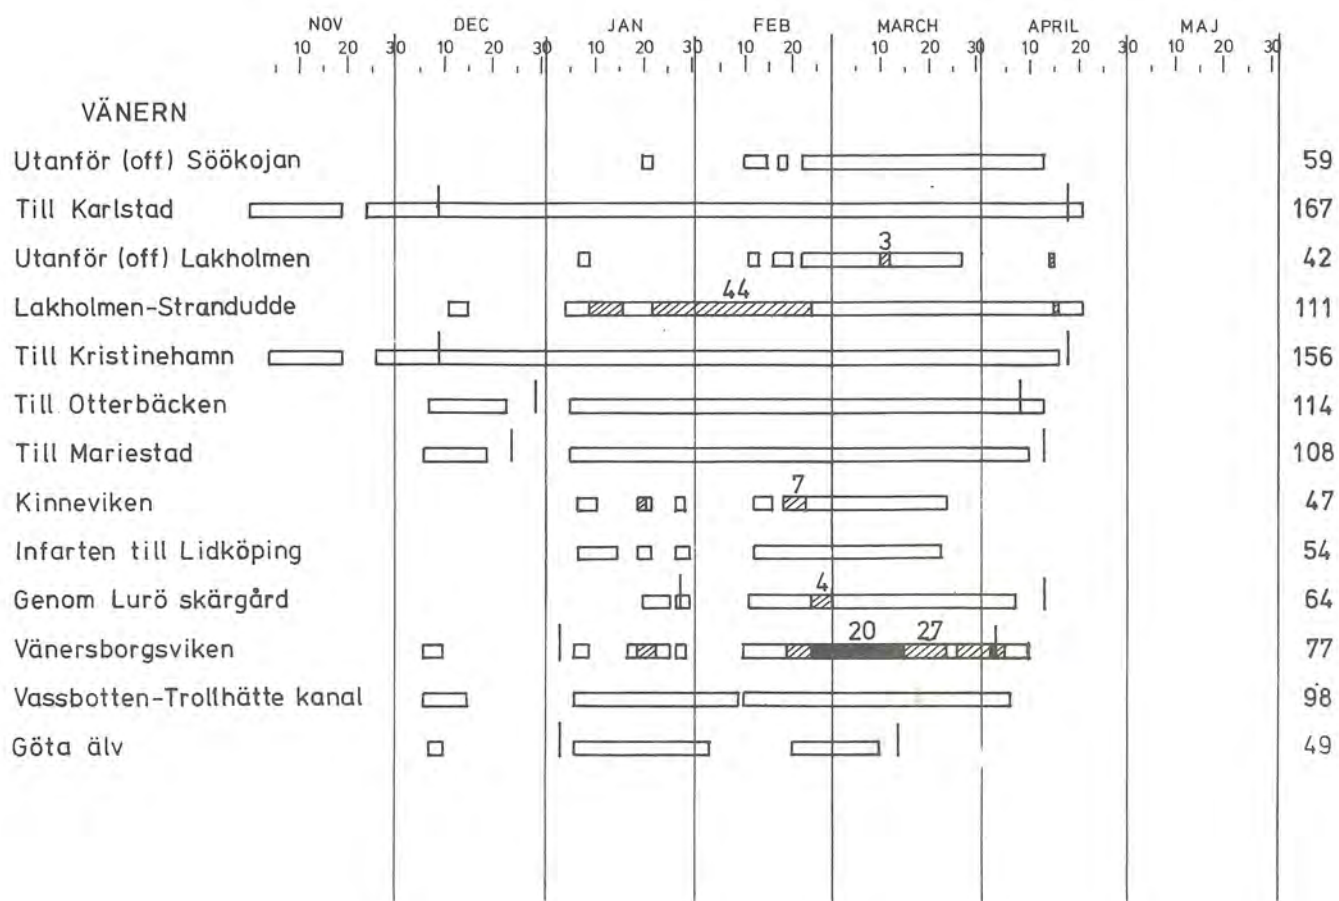 NOV DEC JAN FEB MARCH APRIL MAJ
10 20 30 10 20 30 10 20 30 10 20 10 20 30 10 20 30 10 20 30
VÄNERN
Utanför (off) Söökojan 59
Till Karlstad 167
Utanför (off) Lakholmen 3 42
Lakholmen-Strandudde 44 111
Till Kristinehamn 156
Till Otterbäcken 114
Till Mariestad 108
Kinneviken 7 47
Infarten till Lidköping 54
Genom Lurö skärgård 4 64
Vänersborgsviken 20 27 77
Vassbotten-Trollhätte kanal 98
Göta älv 49